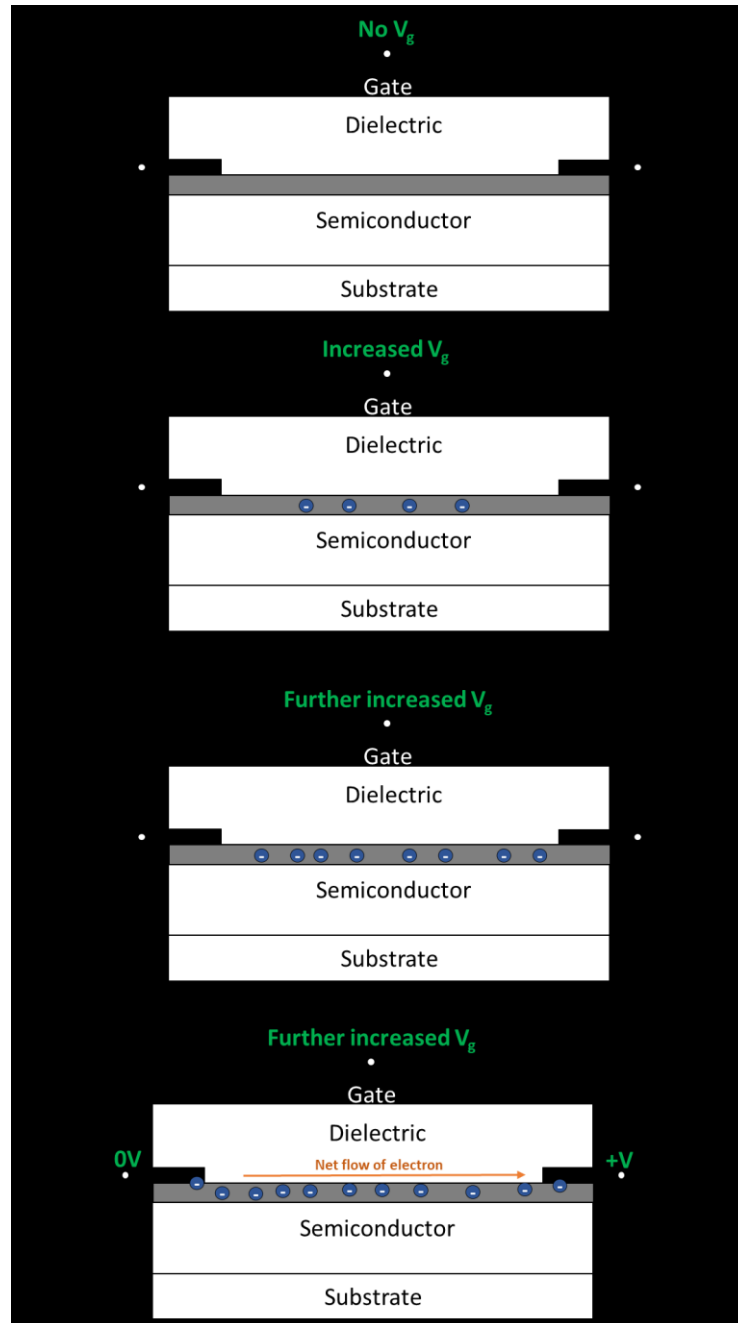 No Vg
Gate
Dielectric
Semiconductor
Substrate
Increased Vg
Gate
Dielectric
- - - -
Semiconductor
Substrate
Further increased Vg
Gate
Dielectric
- - - - - - - -
Semiconductor
Substrate
Further increased Vg
Gate
Dielectric
0V
+V
Net flow of electron
- - - - - - - - - - -
Semiconductor
Substrate